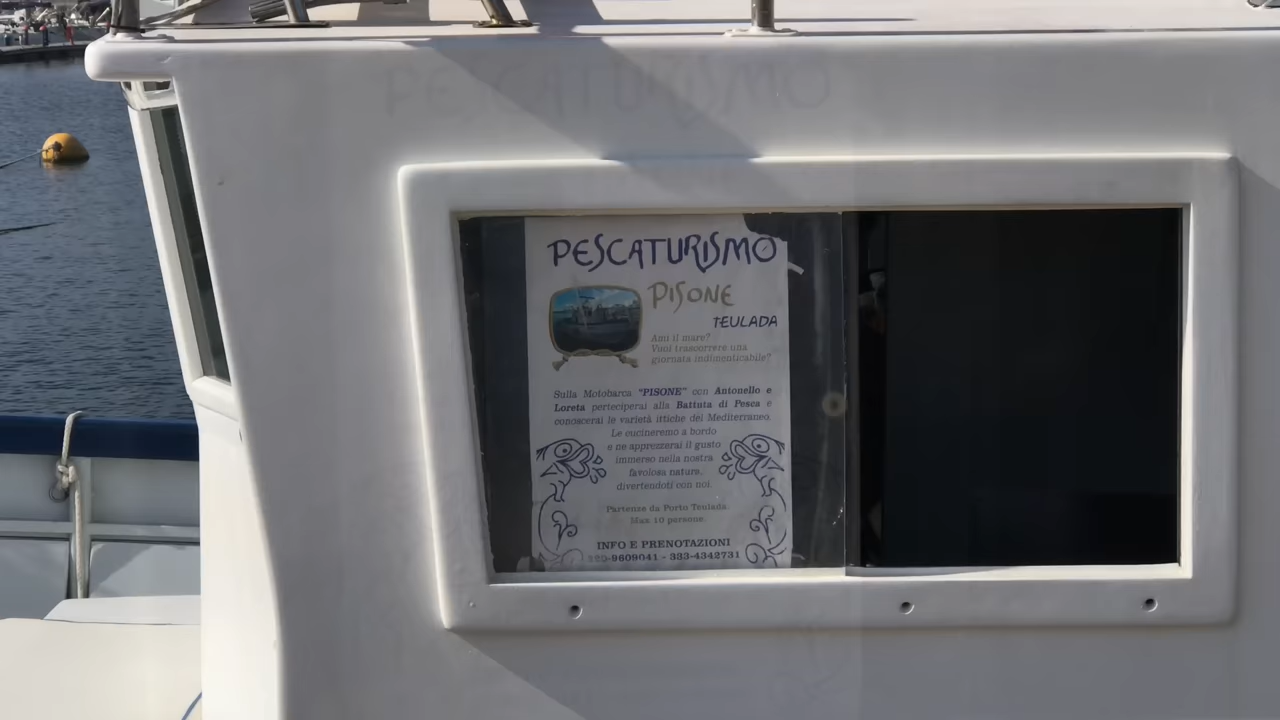 PESCATURISMO
PISONE
TEULADA
Ami il mare?
Vuoi trascorrere una
giornata indimenticabile?
Sulla Motobarca "PISONE" con Antonello e
Loreta perteciperai alla Battuta di Pesca e
conoscerai le varietà ittiche del Mediterraneo.
Le cucineremo a bordo
e ne apprezzerai il gusto
immerso nella nostra
favolosa natura,
divertendoti con noi.
Partenze da Porto Teulada.
Max 10 persone.
INFO E PRENOTAZIONI
-9609041 - 333-4342731